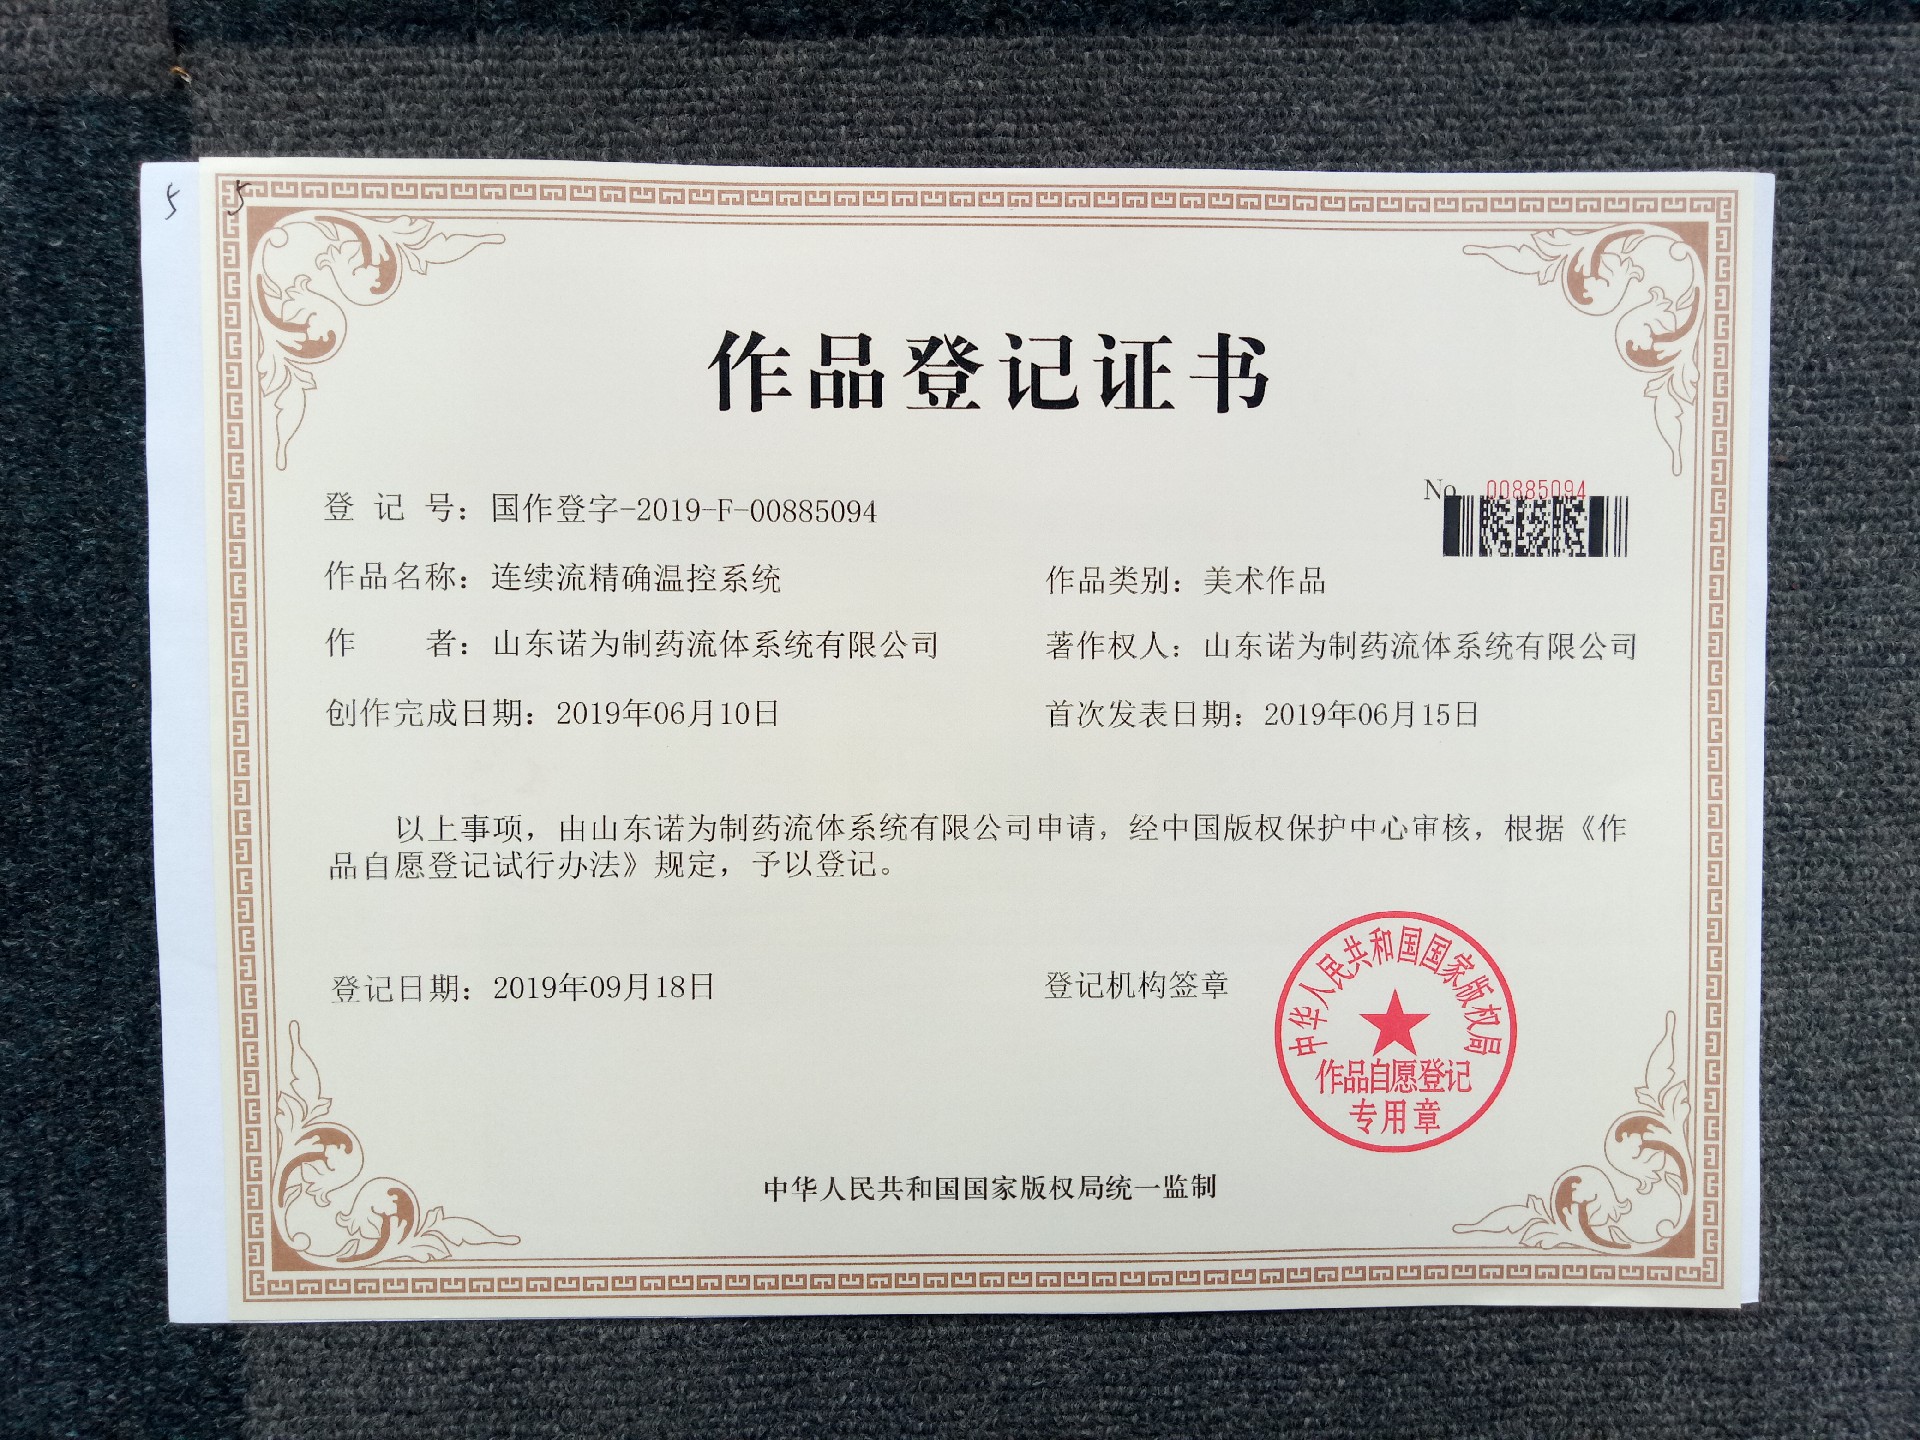 5 5
作品登记证书
No 00885094
登 记 号：国作登字-2019-F-00885094
作品名称：连续流精确温控系统 作品类别：美术作品
作 者：山东诺为制药流体系统有限公司 著作权人：山东诺为制药流体系统有限公司
创作完成日期：2019年06月10日 首次发表日期：2019年06月15日
以上事项，由山东诺为制药流体系统有限公司申请，经中国版权保护中心审核，根据《作
品自愿登记试行办法》规定，予以登记。
登记日期：2019年09月18日 登记机构签章
中华人民共和国国家版权局
作品自愿登记
专用章
中华人民共和国国家版权局统一监制